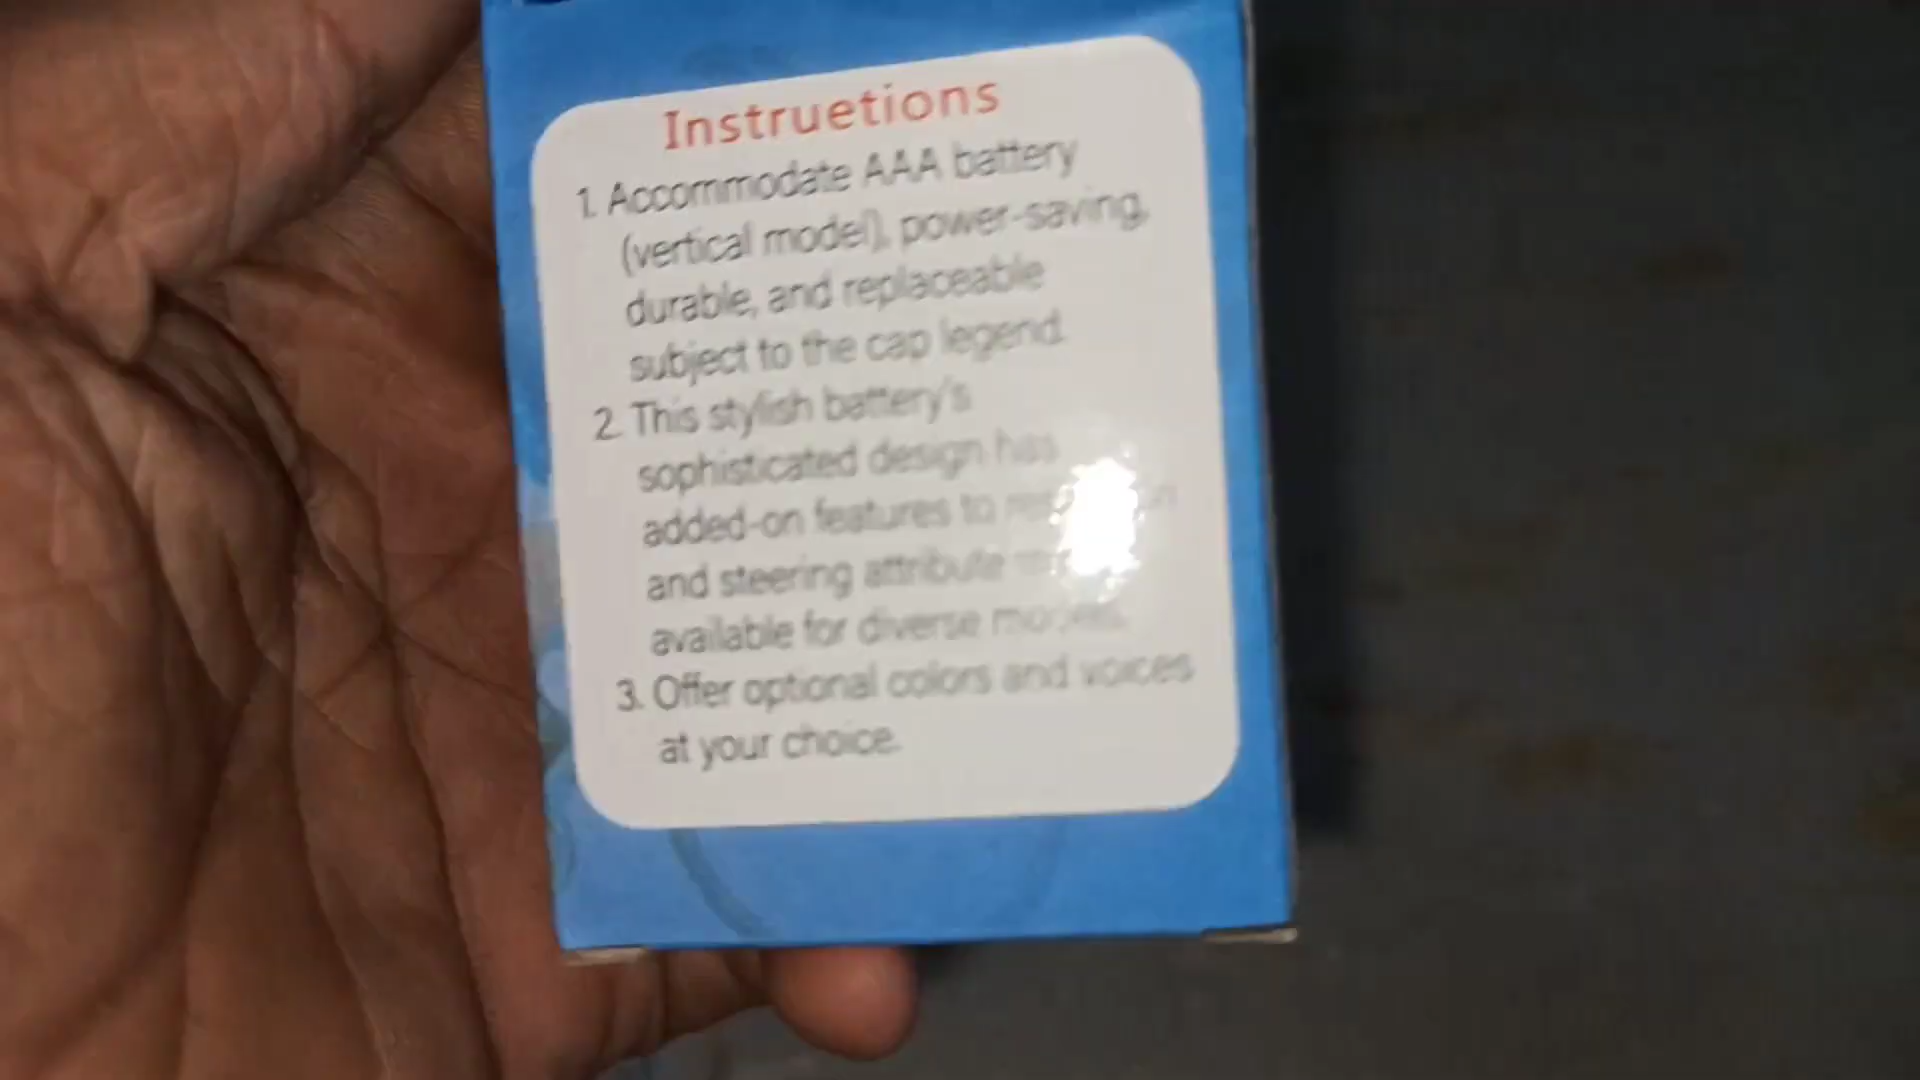 Instruetions
1. Accommodate AAA battery
(vertical model), power-saving,
durable, and replaceable
subject to the cap legend.
2. This stylish battery's
sophisticated design has
added-on features to
and steering attribute
available for diverse models.
3. Offer optional colors and voices
at your choice.